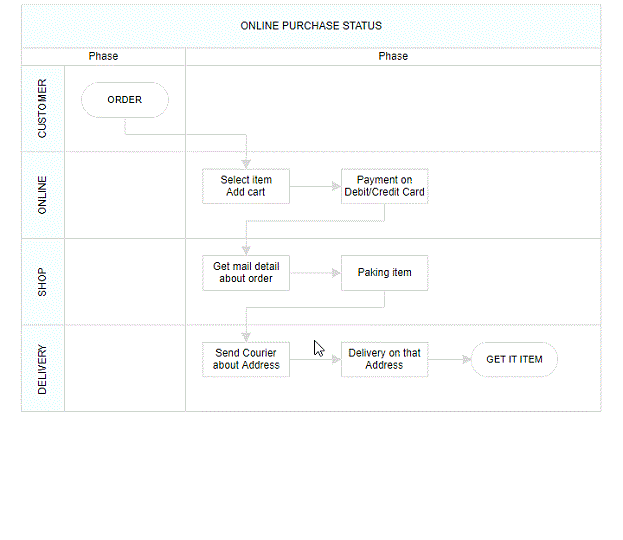 ONLINE PURCHASE STATUS
Phase
Phase
CUSTOMER
ORDER
ONLINE
Select item
Add cart
Payment on
Debit/Credit Card
SHOP
Get mail detail
about order
Paking item
DELIVERY
Send Courier
about Address
Delivery on that
Address
GET IT ITEM